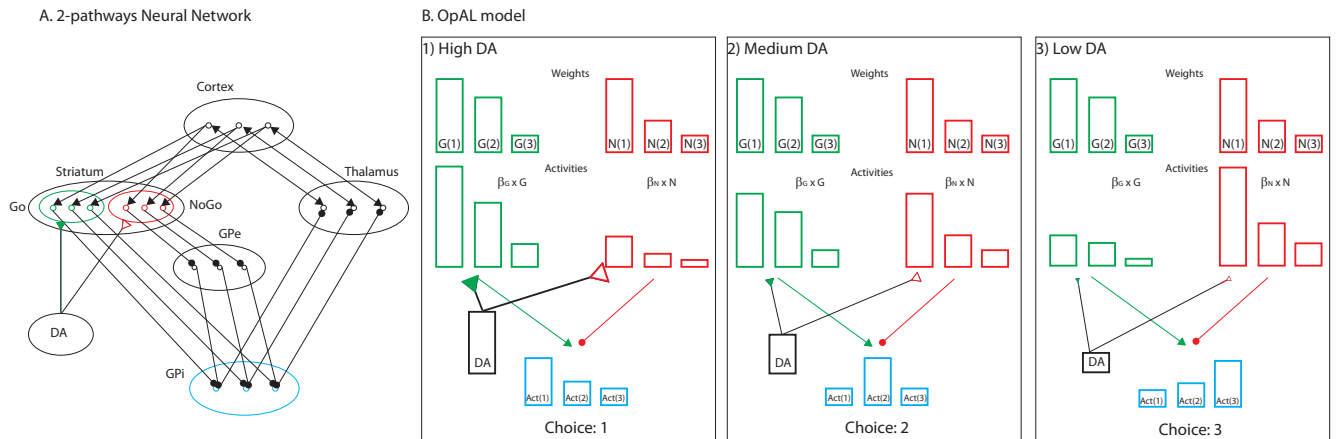 A. 2-pathways Neural Network
Cortex
Striatum
Thalamus
Go
NoGo
GPe
DA
GPi
B. OpAL model
1) High DA
Weights
G(1) G(2) G(3) N(1) N(2) N(3)
Activities
βG x G βN x N
DA
Act(1) Act(2) Act(3)
Choice: 1
2) Medium DA
Weights
G(1) G(2) G(3) N(1) N(2) N(3)
Activities
βG x G βN x N
DA
Act(1) Act(2) Act(3)
Choice: 2
3) Low DA
Weights
G(1) G(2) G(3) N(1) N(2) N(3)
Activities
βG x G βN x N
DA
Act(1) Act(2) Act(3)
Choice: 3